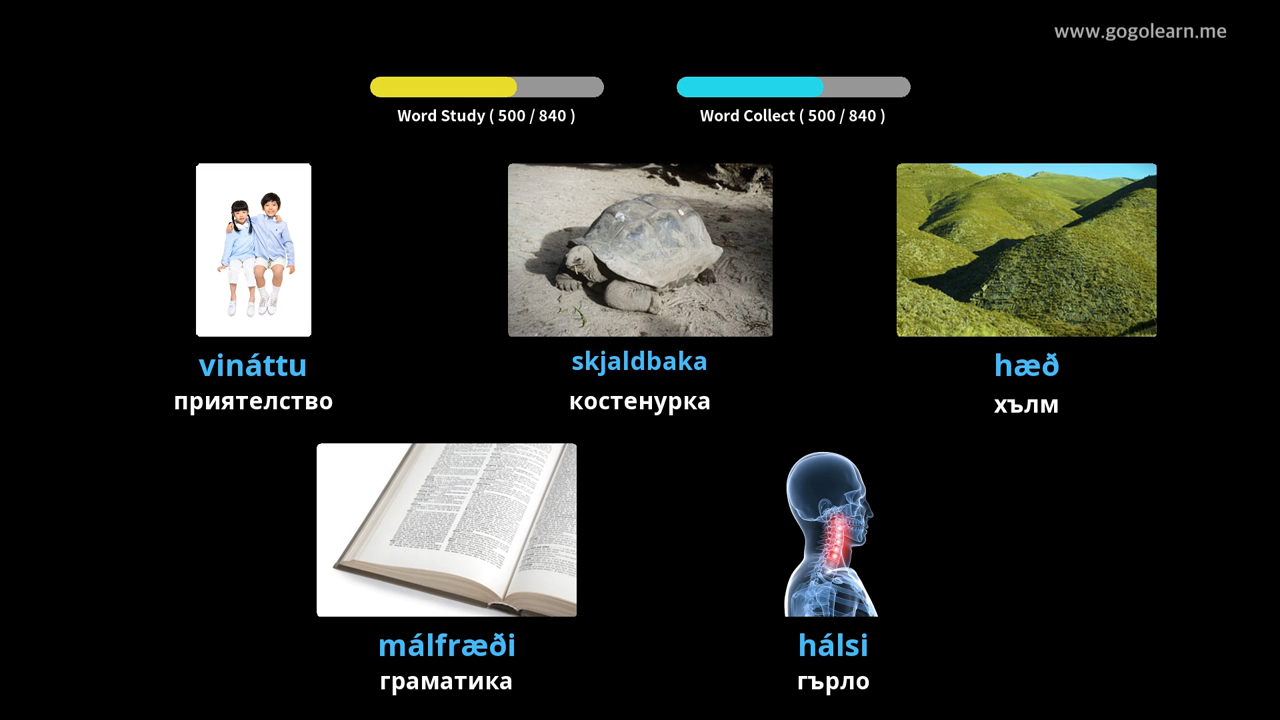 www.gogolearn.me
Word Study ( 500 / 840 )
Word Collect ( 500 / 840 )
vináttu
приятелство
skjaldbaka
костенурка
hæð
хълм
málfræði
граматика
hálsi
гърло